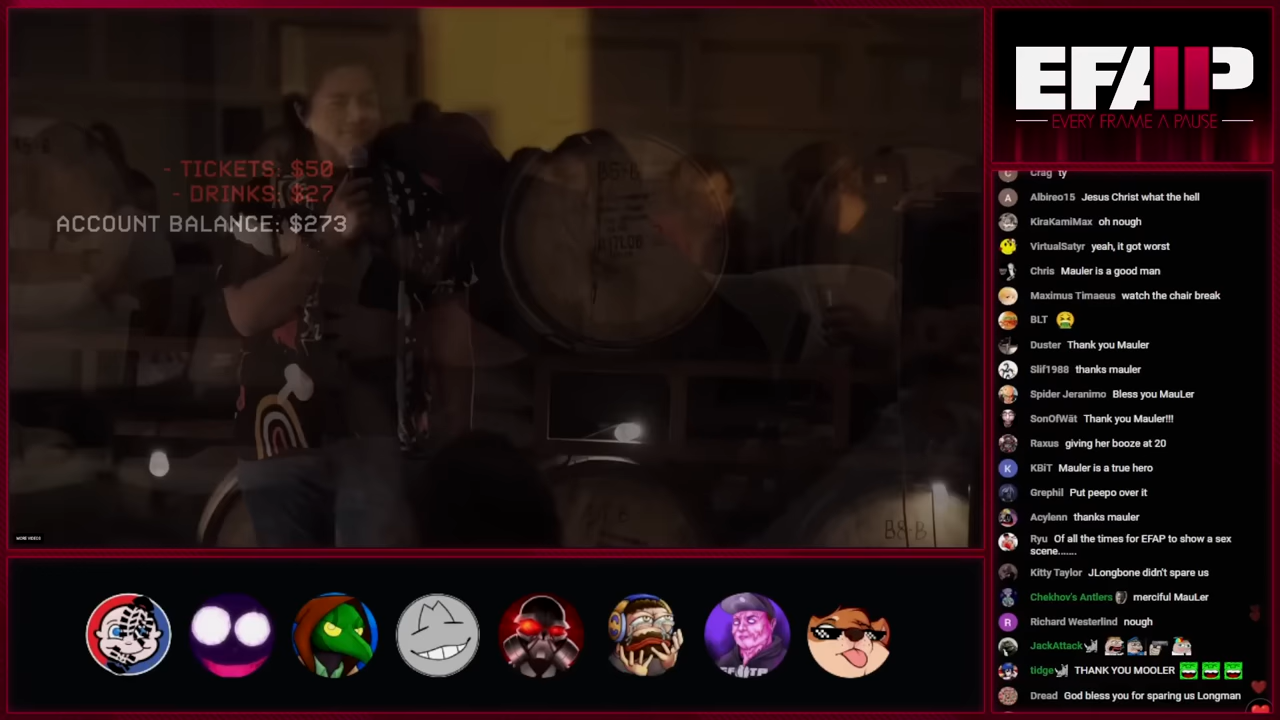 - TICKETS: $50
- DRINKS: $27
ACCOUNT BALANCE: $273
BS·B
MORE VIDEOS
EFAP
EVERY FRAME A PAUSE
EFAP
Crag ty
Albireo15 Jesus Christ what the hell
KiraKamiMax oh nough
VirtualSatyr yeah, it got worst
Chris Mauler is a good man
Maximus Timaeus watch the chair break
BLT
Duster Thank you Mauler
Slif1988 thanks mauler
Spider Jeranimo Bless you MauLer
SonOfWät Thank you Mauler!!!
Raxus giving her booze at 20
K KBiT Mauler is a true hero
Grephil Put peepo over it
Acylenn thanks mauler
Ryu Of all the times for EFAP to show a sex
scene.......
Kitty Taylor JLongbone didn't spare us
Chekhov's Antlers merciful MauLer
R Richard Westerlind nough
JackAttack
tidge THANK YOU MOOLER
Dread God bless you for sparing us Longman